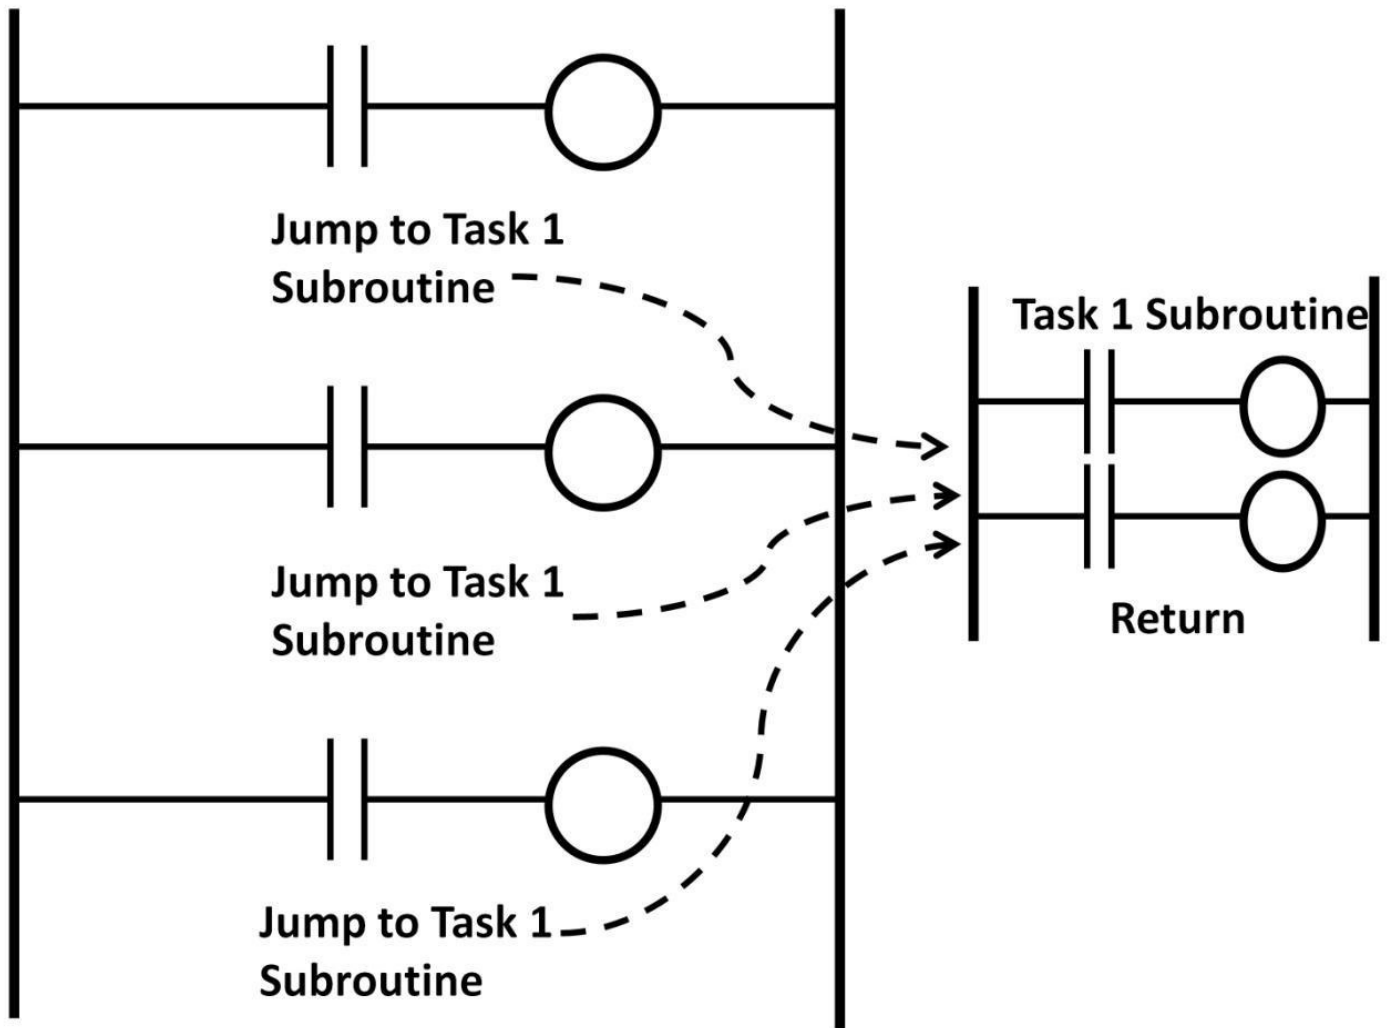 Jump to Task 1
Subroutine
Task 1 Subroutine
Jump to Task 1
Subroutine
Return
Jump to Task 1
Subroutine